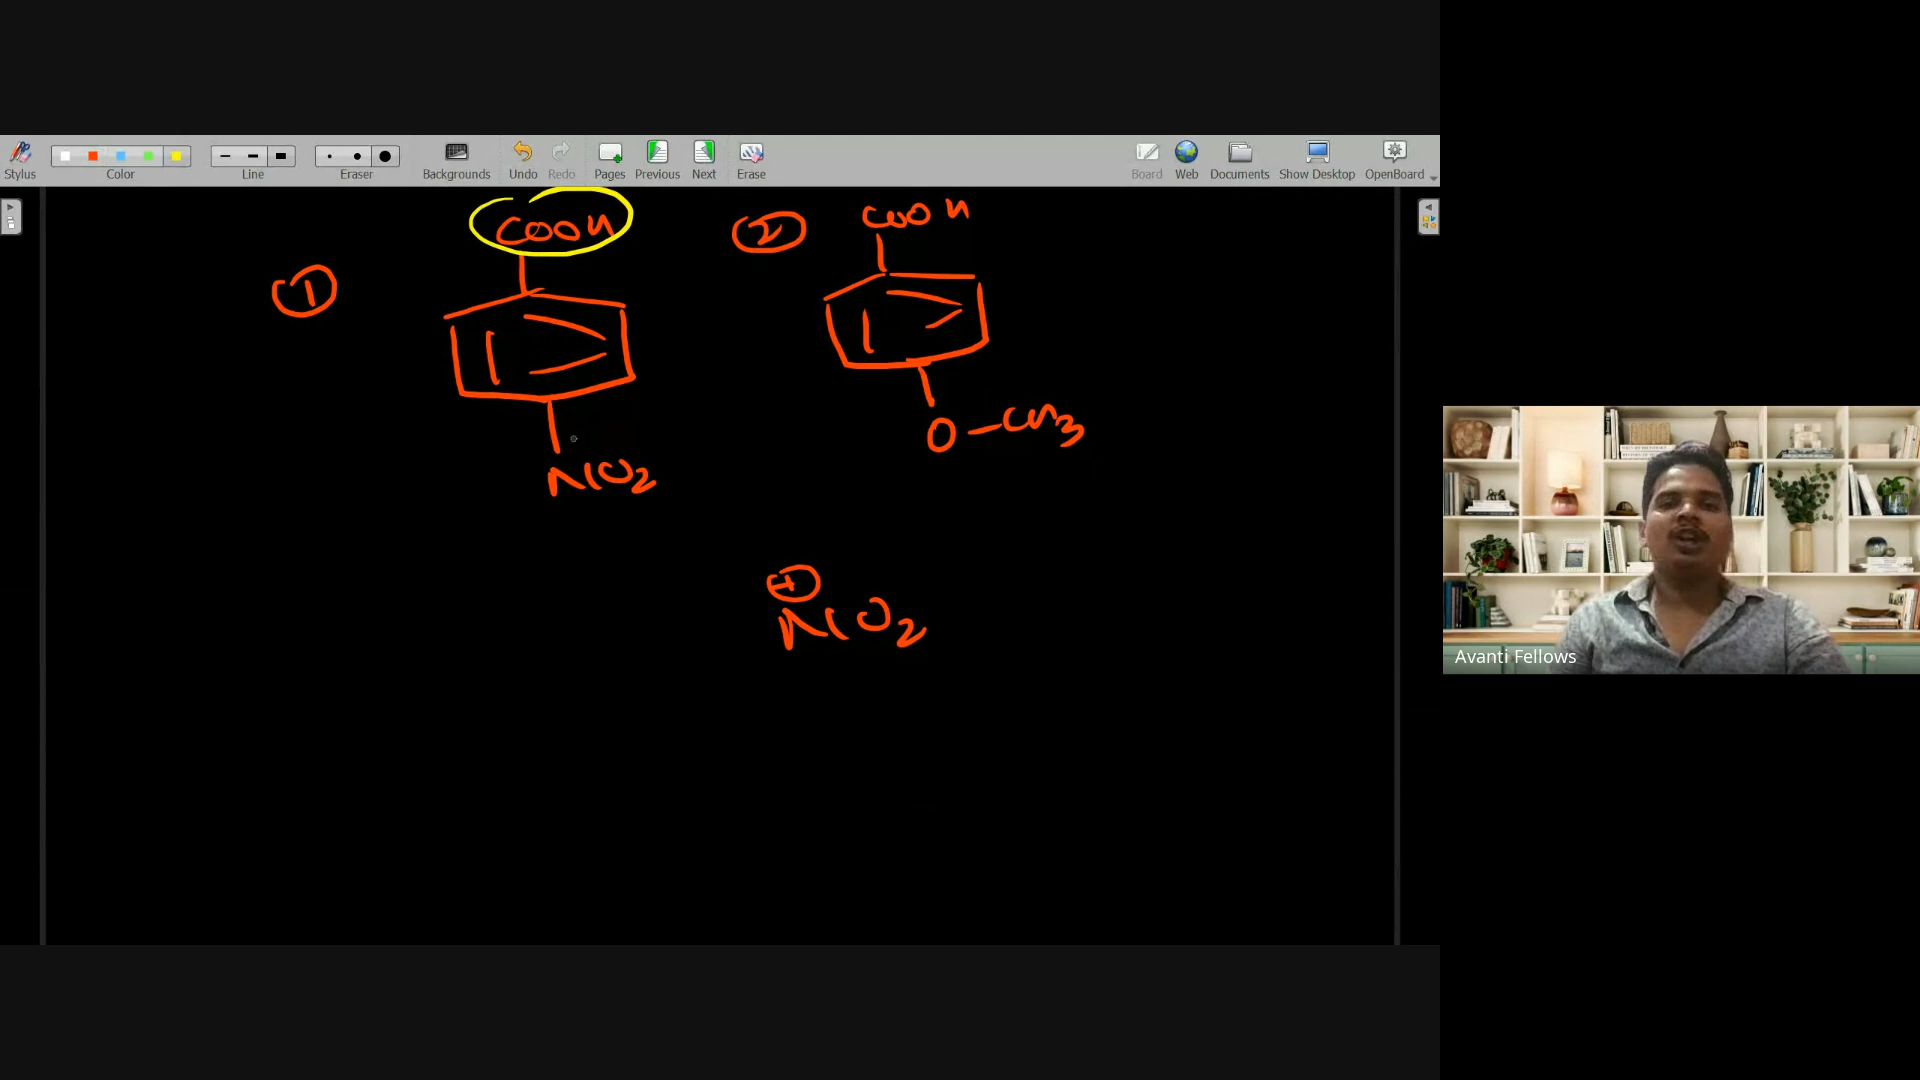 Stylus
Color
Line
Eraser
Backgrounds
Undo Redo
Pages Previous Next
Erase
Board Web Documents Show Desktop OpenBoard
① COOH
② COOH
O-CH3
NO2
⊕
NO2
Avanti Fellows